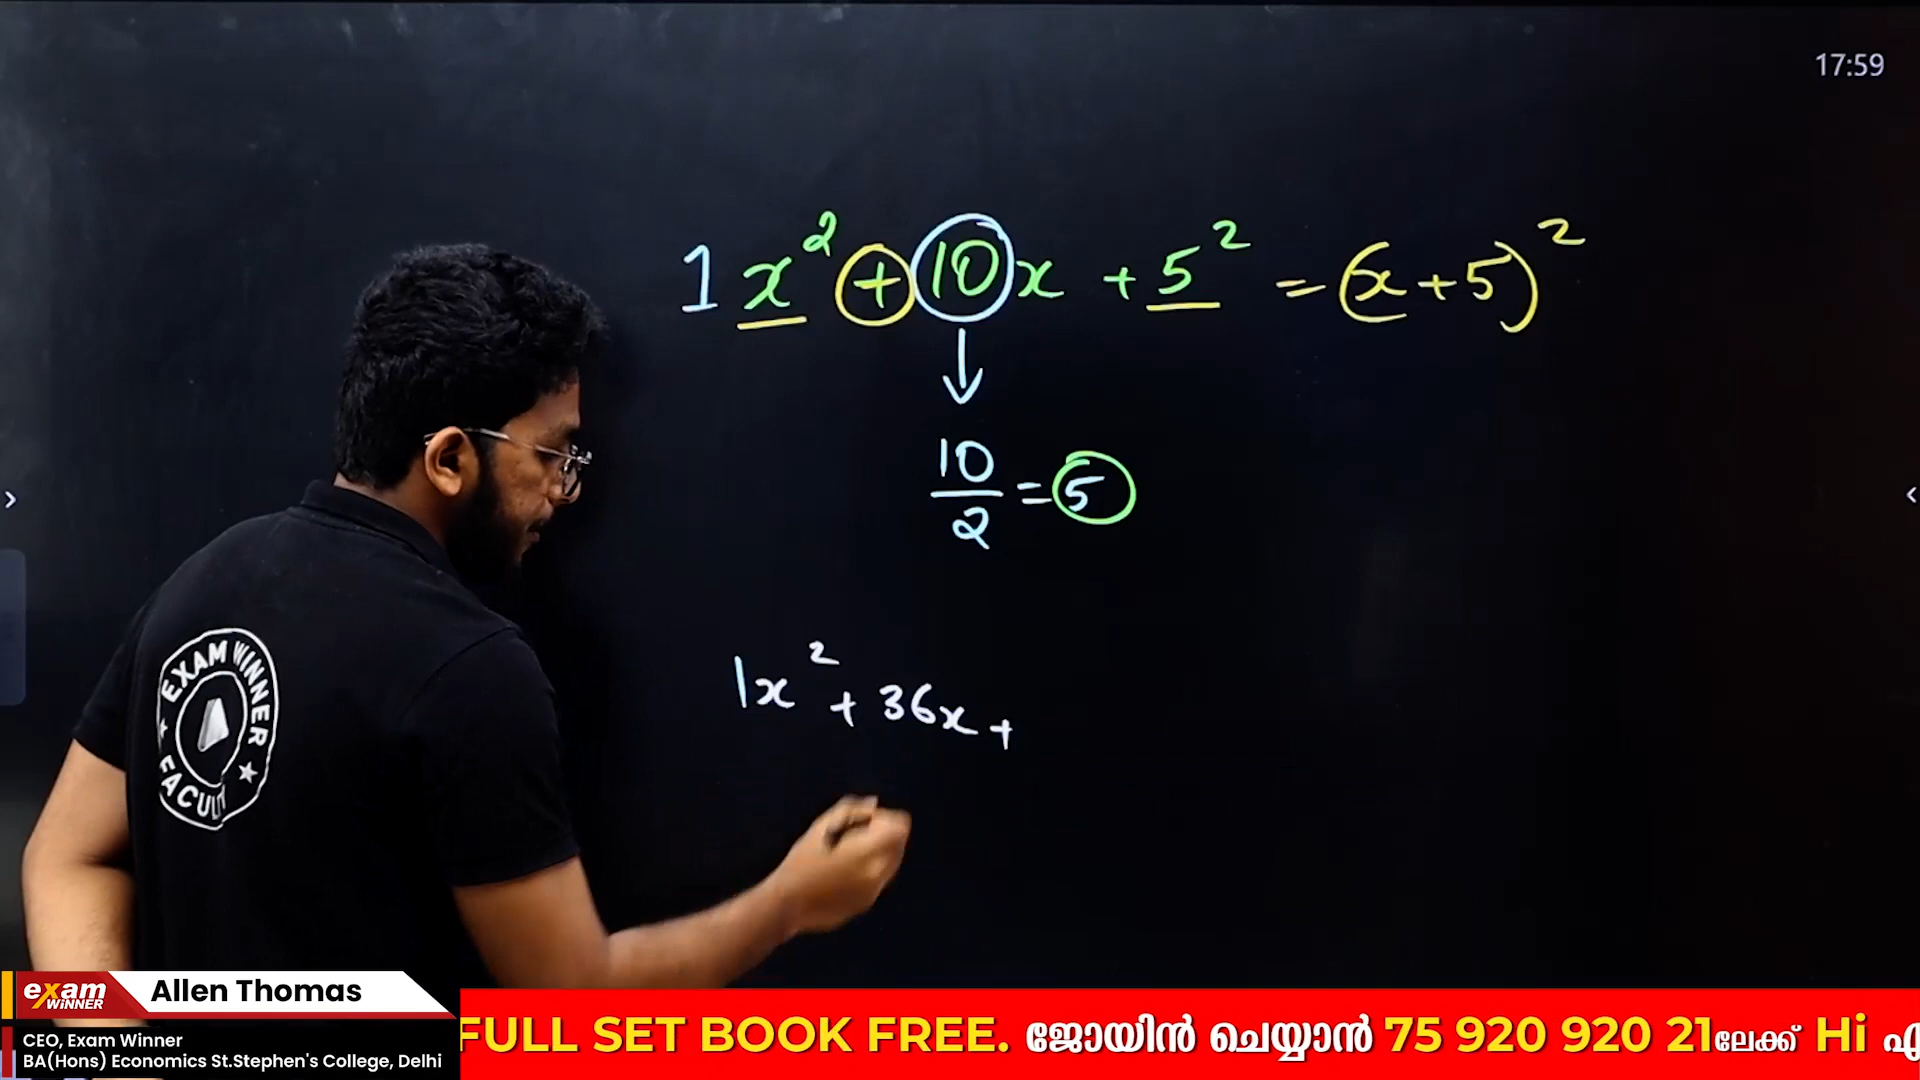 17:59
1x² + 10x + 5² = (x+5)²
10/2 = 5
1x² + 36x +
EXAM WINNER
FACULTY
exam WiNNER
Allen Thomas
CEO, Exam Winner
BA(Hons) Economics St.Stephen's College, Delhi
FULL SET BOOK FREE. ജോയിൻ ചെയ്യാൻ 75 920 920 21ലേക്ക് Hi